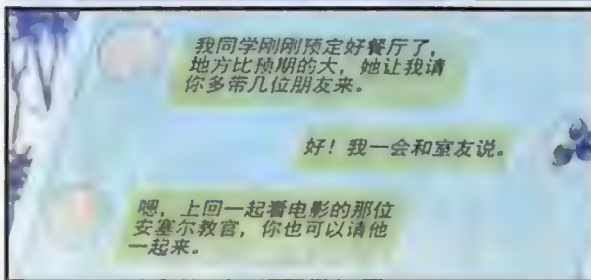 我同学刚刚预定好餐厅了，
地方比预期的大，她让我请
你多带几位朋友来。
好！我一会和室友说。
嗯，上回一起看电影的那位
安塞尔教官，你也可以请他
一起来。